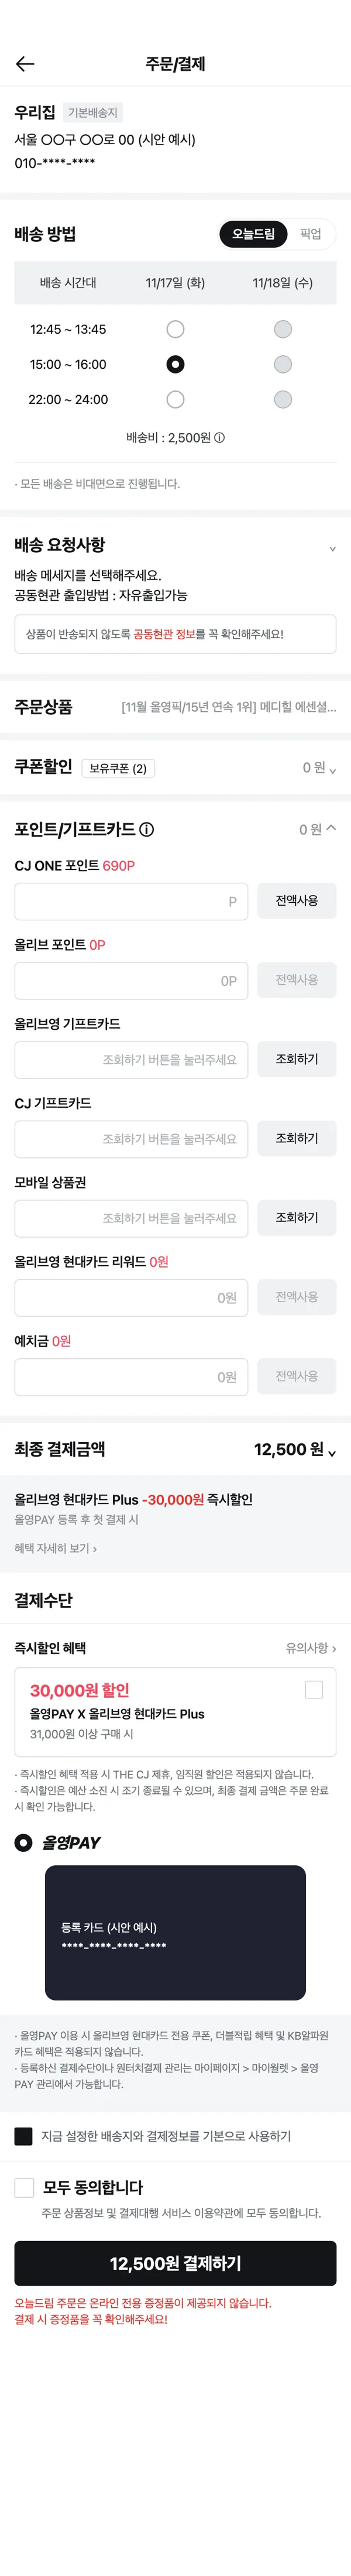 주문/결제
우리집 기본배송지
서울 〇〇구 〇〇로 00 (시안 예시)
010-****-****
배송 방법 오늘드림 픽업
배송 시간대 11/17일 (화) 11/18일 (수)
12:45 ~ 13:45
15:00 ~ 16:00
22:00 ~ 24:00
배송비 : 2,500원 ⓘ
· 모든 배송은 비대면으로 진행됩니다.
배송 요청사항
배송 메세지를 선택해주세요.
공동현관 출입방법 : 자유출입가능
상품이 반송되지 않도록 공동현관 정보를 꼭 확인해주세요!
주문상품 [11월 올영픽/15년 연속 1위] 메디힐 에센셜...
쿠폰할인 보유쿠폰 (2) 0 원
포인트/기프트카드 ⓘ 0 원
CJ ONE 포인트 690P
P 전액사용
올리브 포인트 0P
0P 전액사용
올리브영 기프트카드
조회하기 버튼을 눌러주세요 조회하기
CJ 기프트카드
조회하기 버튼을 눌러주세요 조회하기
모바일 상품권
조회하기 버튼을 눌러주세요 조회하기
올리브영 현대카드 리워드 0원
0원 전액사용
예치금 0원
0원 전액사용
최종 결제금액 12,500 원
올리브영 현대카드 Plus -30,000원 즉시할인
올영PAY 등록 후 첫 결제 시
혜택 자세히 보기 ›
결제수단
즉시할인 혜택 유의사항 ›
30,000원 할인
올영PAY X 올리브영 현대카드 Plus
31,000원 이상 구매 시
· 즉시할인 혜택 적용 시 THE CJ 제휴, 임직원 할인은 적용되지 않습니다.
· 즉시할인은 예산 소진 시 조기 종료될 수 있으며, 최종 결제 금액은 주문 완료
시 확인 가능합니다.
올영PAY
등록 카드 (시안 예시)
****-****-****-****
· 올영PAY 이용 시 올리브영 현대카드 전용 쿠폰, 더블적립 혜택 및 KB알파원
카드 혜택은 적용되지 않습니다.
· 등록하신 결제수단이나 원터치결제 관리는 마이페이지 > 마이월렛 > 올영
PAY 관리에서 가능합니다.
지금 설정한 배송지와 결제정보를 기본으로 사용하기
모두 동의합니다
주문 상품정보 및 결제대행 서비스 이용약관에 모두 동의합니다.
12,500원 결제하기
오늘드림 주문은 온라인 전용 증정품이 제공되지 않습니다.
결제 시 증정품을 꼭 확인해주세요!